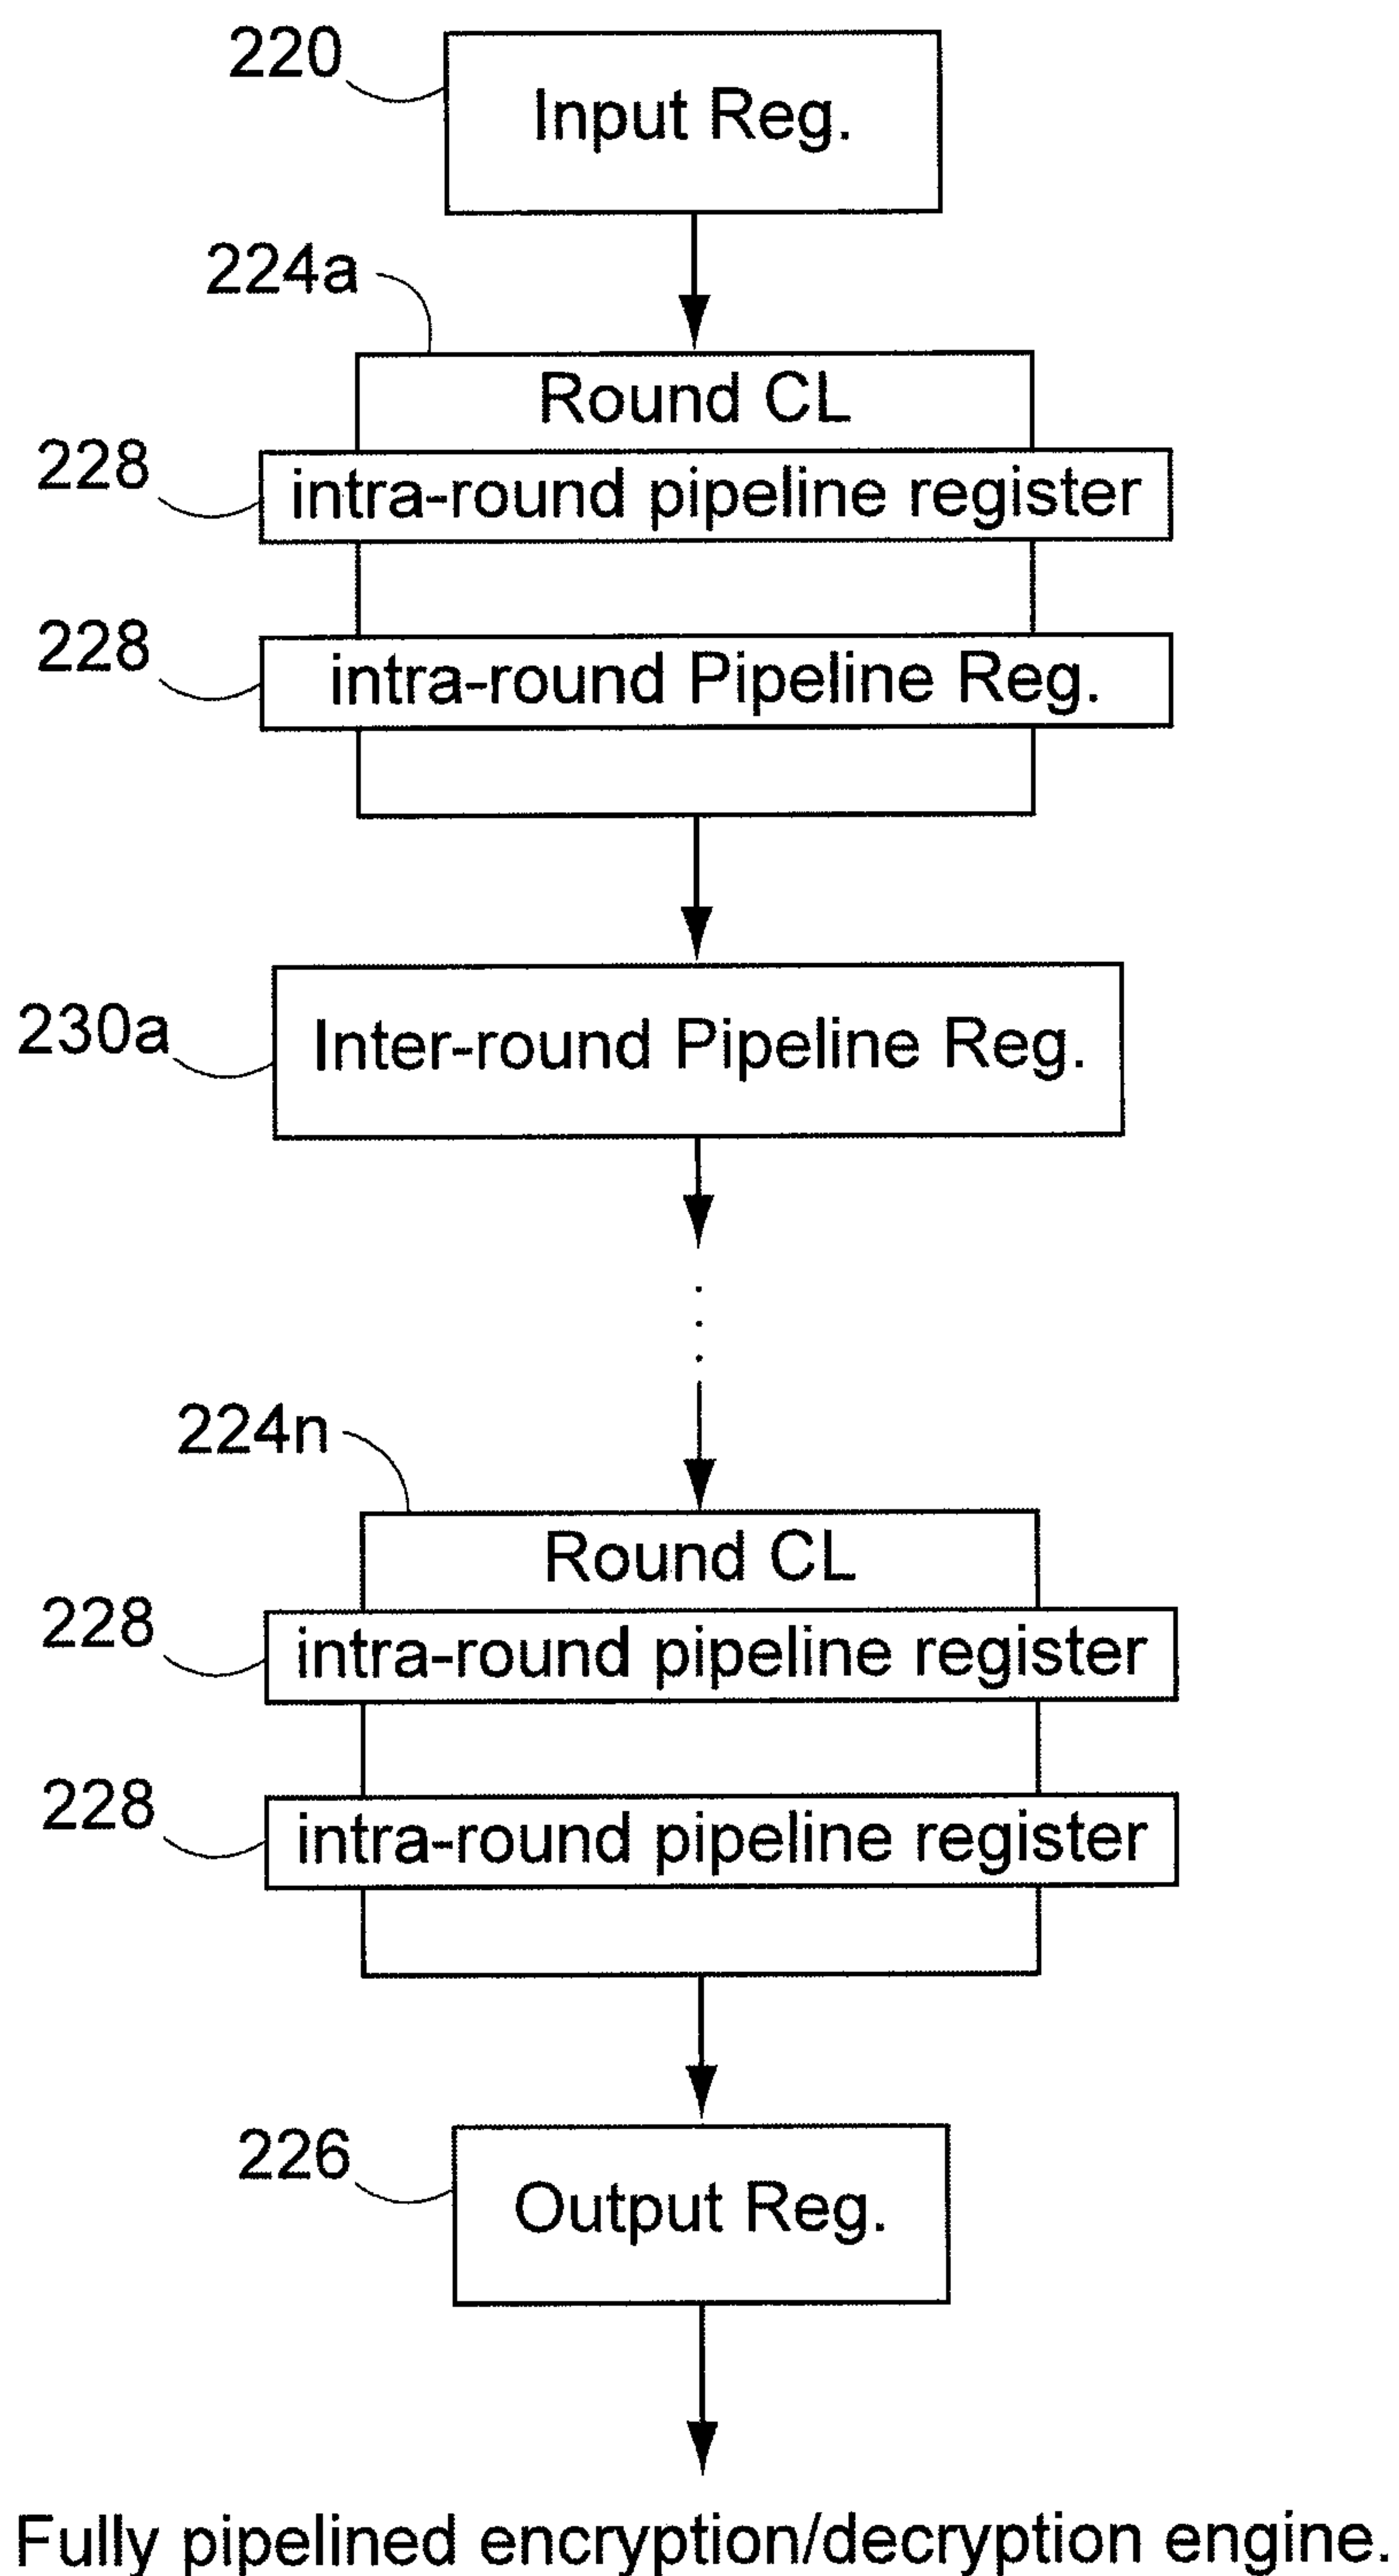 220
Input Reg.
224a
Round CL
228
intra-round pipeline register
228
intra-round Pipeline Reg.
230a
Inter-round Pipeline Reg.
224n
Round CL
228
intra-round pipeline register
228
intra-round pipeline register
226
Output Reg.
Fully pipelined encryption/decryption engine.